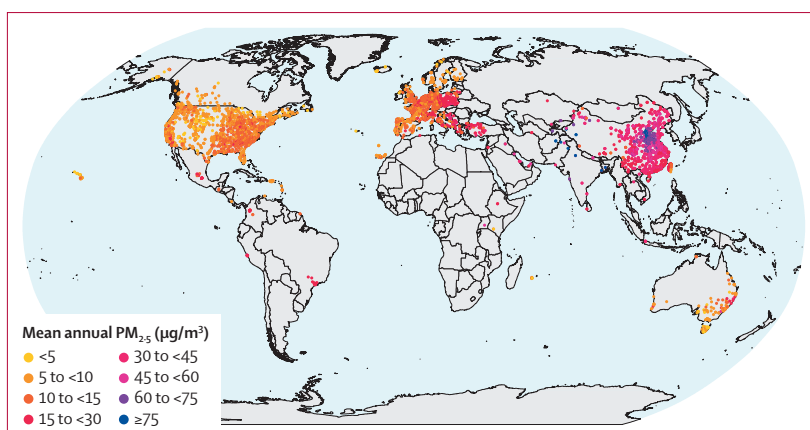 Mean annual PM2·5 (µg/m³)
<5
5 to <10
10 to <15
15 to <30
30 to <45
45 to <60
60 to <75
≥75